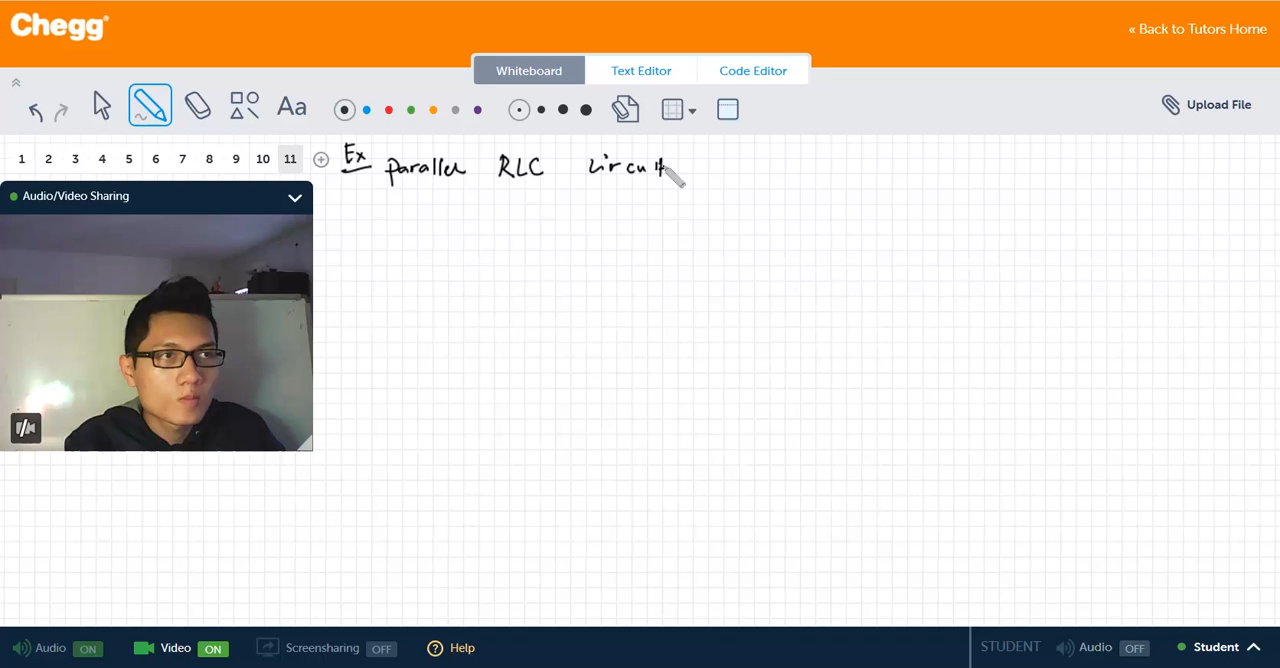 Chegg
« Back to Tutors Home
Whiteboard
Text Editor
Code Editor
Aa
Upload File
1 2 3 4 5 6 7 8 9 10 11
Ex parallel RLC circuit
Audio/Video Sharing
Audio ON
Video ON
Screensharing OFF
Help
STUDENT
Audio OFF
Student